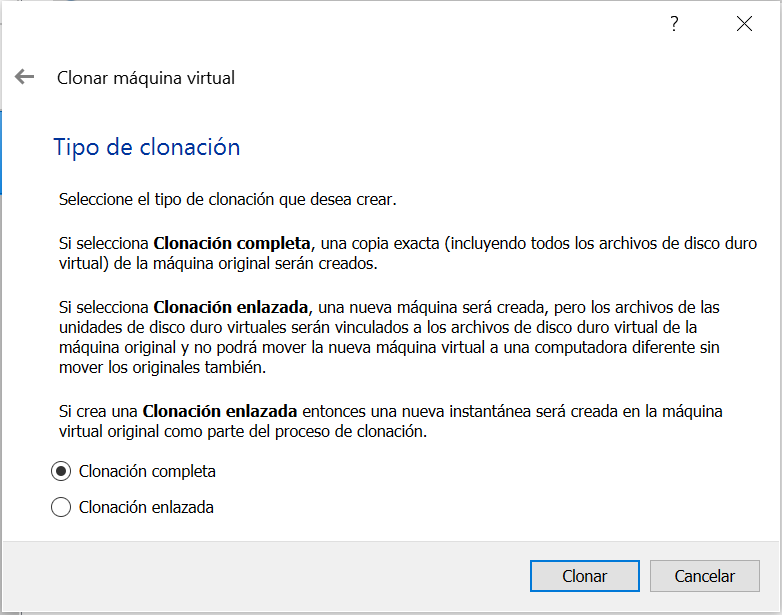 ?
Clonar máquina virtual
Tipo de clonación
Seleccione el tipo de clonación que desea crear.
Si selecciona Clonación completa, una copia exacta (incluyendo todos los archivos de disco duro
virtual) de la máquina original serán creados.
Si selecciona Clonación enlazada, una nueva máquina será creada, pero los archivos de las
unidades de disco duro virtuales serán vinculados a los archivos de disco duro virtual de la
máquina original y no podrá mover la nueva máquina virtual a una computadora diferente sin
mover los originales también.
Si crea una Clonación enlazada entonces una nueva instantánea será creada en la máquina
virtual original como parte del proceso de clonación.
Clonación completa
Clonación enlazada
Clonar Cancelar